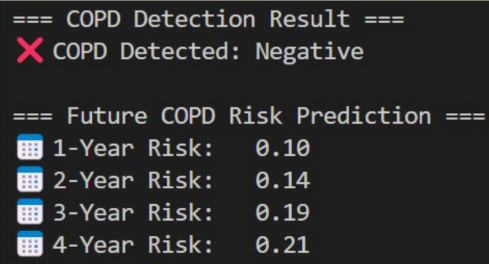 === COPD Detection Result ===
❌ COPD Detected: Negative
=== Future COPD Risk Prediction ===
📅 1-Year Risk: 0.10
📅 2-Year Risk: 0.14
📅 3-Year Risk: 0.19
📅 4-Year Risk: 0.21